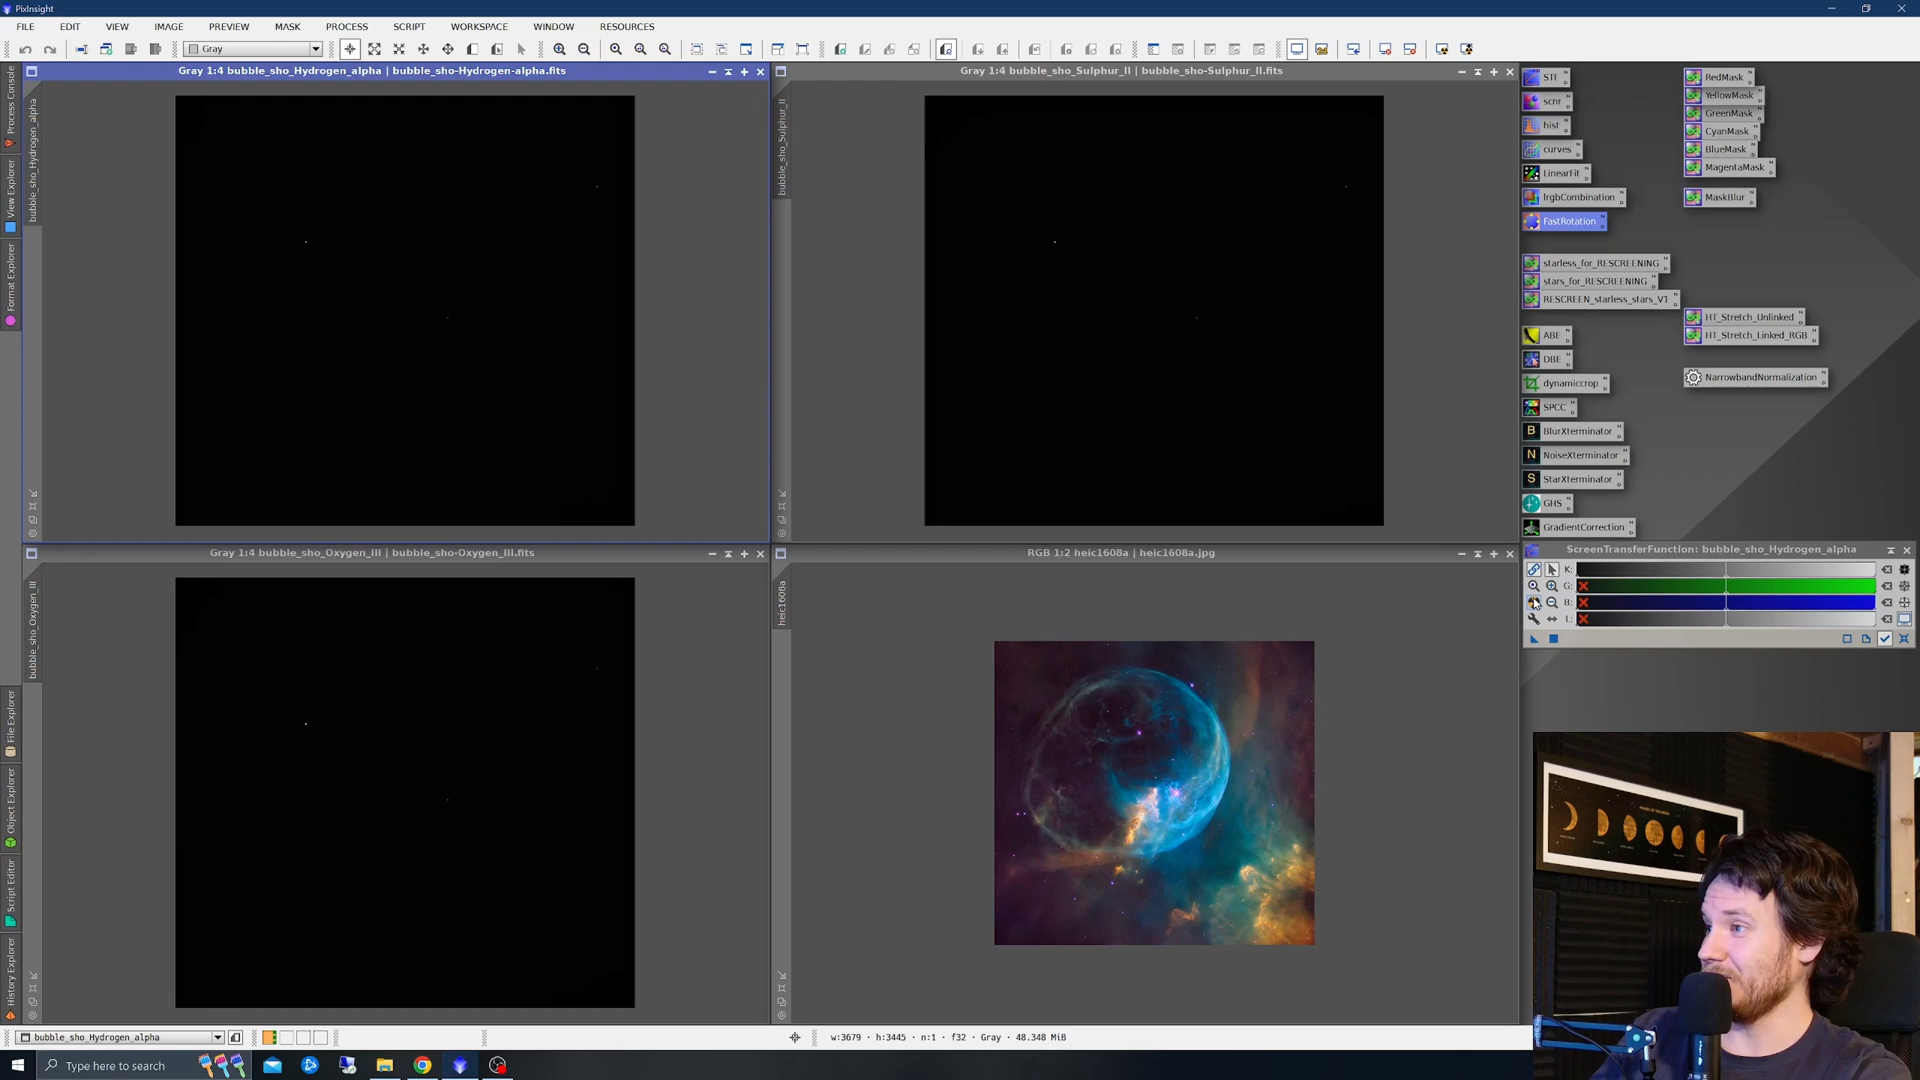 PixInsight
FILE EDIT VIEW IMAGE PREVIEW MASK PROCESS SCRIPT WORKSPACE WINDOW RESOURCES
Gray
Gray 1:4 bubble_sho_Hydrogen_alpha | bubble_sho-Hydrogen-alpha.fits
Gray 1:4 bubble_sho_Sulphur_II | bubble_sho-Sulphur_II.fits
Process Console
View Explorer
Format Explorer
File Explorer
Object Explorer
Script Editor
History Explorer
bubble_sho_Hydrogen_alpha
bubble_sho_Sulphur_II
Gray 1:4 bubble_sho_Oxygen_III | bubble_sho-Oxygen_III.fits
RGB 1:2 heic1608a | heic1608a.jpg
bubble_sho_Oxygen_III
heic1608a
STF
scnr
hist
curves
LinearFit
lrgbCombination
FastRotation
starless_for_RESCREENING
stars_for_RESCREENING
RESCREEN_starless_stars_V1
ABE
DBE
dynamiccrop
SPCC
B BlurXterminator
N NoiseXterminator
S StarXterminator
GHS
GradientCorrection
RedMask
YellowMask
GreenMask
CyanMask
BlueMask
MagentaMask
MaskBlur
HT_Stretch_Unlinked
HT_Stretch_Linked_RGB
NarrowbandNormalization
ScreenTransferFunction: bubble_sho_Hydrogen_alpha
K:
G:
B:
L:
bubble_sho_Hydrogen_alpha
w:3679 · h:3445 · n:1 · f32 · Gray · 48.348 MiB
Type here to search